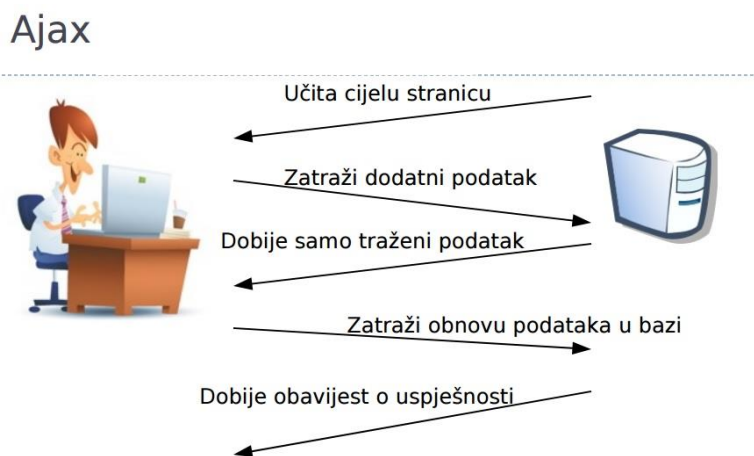 Ajax
Učita cijelu stranicu
Zatraži dodatni podatak
Dobije samo traženi podatak
Zatraži obnovu podataka u bazi
Dobije obavijest o uspješnosti